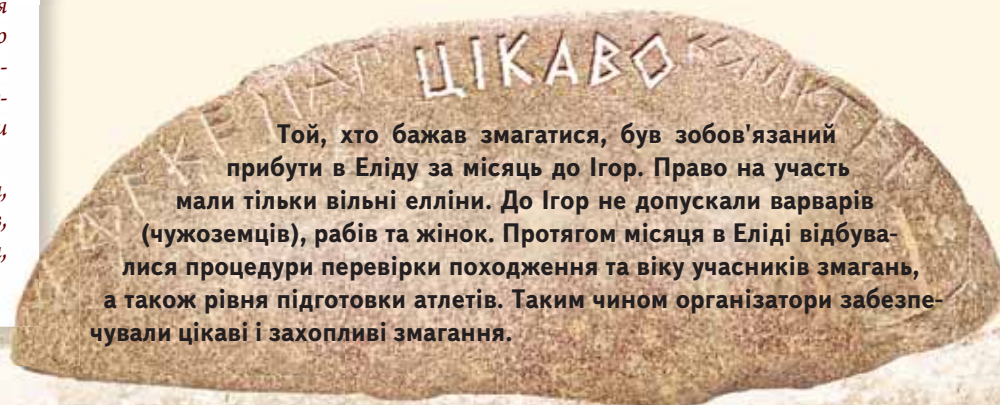 ЦІКАВО
Той, хто бажав змагатися, був зобов'язаний
прибути в Еліду за місяць до Ігор. Право на участь
мали тільки вільні елліни. До Ігор не допускали варварів
(чужоземців), рабів та жінок. Протягом місяця в Еліді відбува-
лися процедури перевірки походження та віку учасників змагань,
а також рівня підготовки атлетів. Таким чином організатори забезпе-
чували цікаві і захопливі змагання.